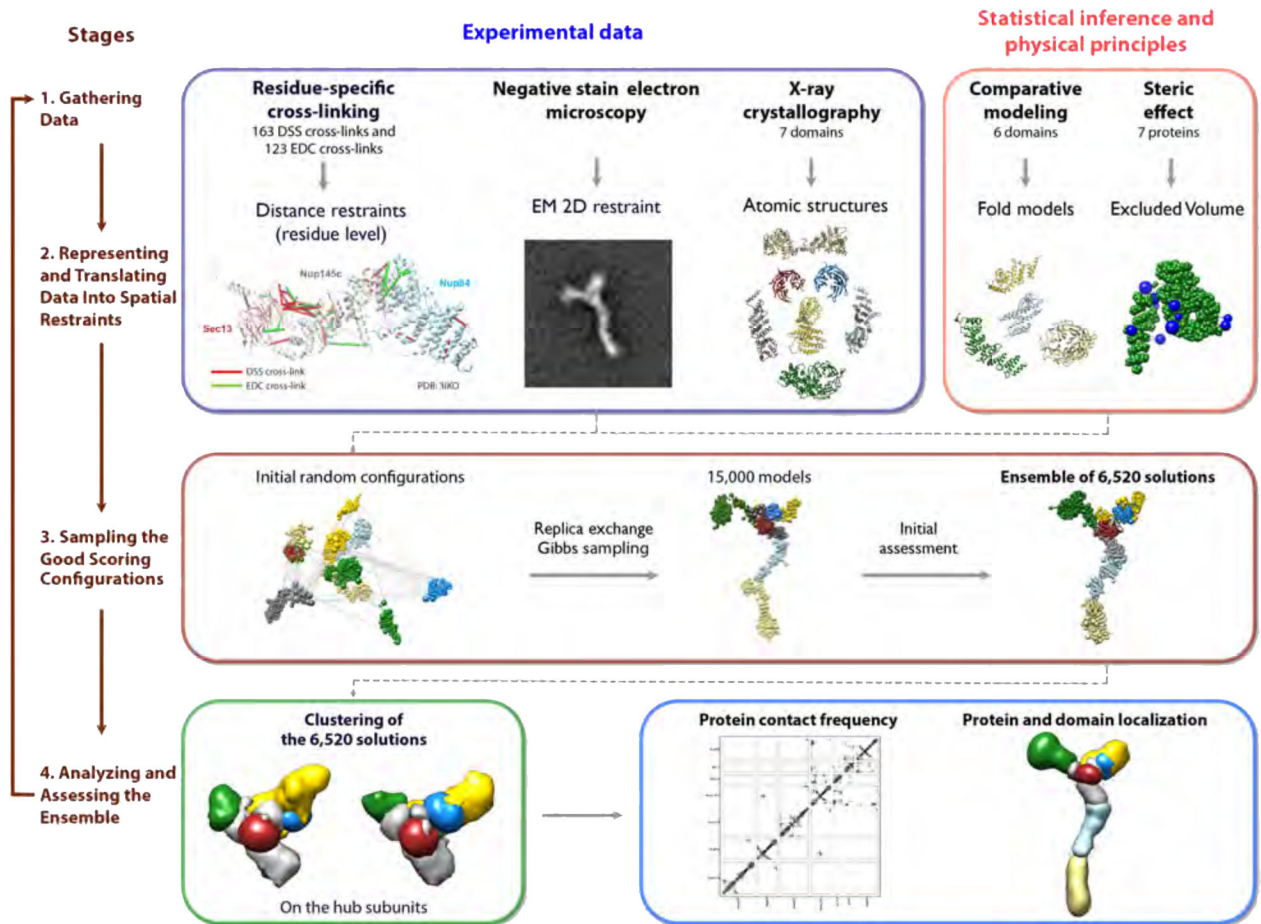 Stages
Experimental data
Statistical inference and
physical principles
1. Gathering
Data
Residue-specific
cross-linking
163 DSS cross-links and
123 EDC cross-links
Negative stain electron
microscopy
X-ray
crystallography
7 domains
Comparative
modeling
6 domains
Steric
effect
7 proteins
2. Representing
and Translating
Data Into Spatial
Restraints
Distance restraints
(residue level)
Nup145c
Nup84
Sec13
DSS cross-link
EDC cross-link
PDB: 3IKO
EM 2D restraint
Atomic structures
Fold models
Excluded Volume
3. Sampling the
Good Scoring
Configurations
Initial random configurations
Replica exchange
Gibbs sampling
15,000 models
Initial
assessment
Ensemble of 6,520 solutions
4. Analyzing and
Assessing the
Ensemble
Clustering of
the 6,520 solutions
On the hub subunits
Protein contact frequency
Protein and domain localization